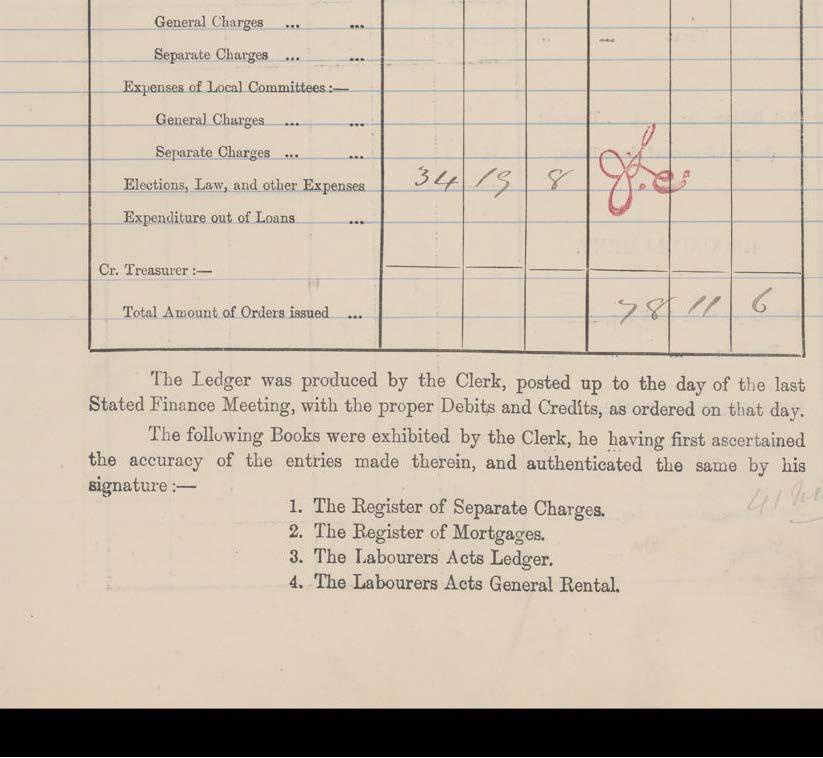 General Charges ... ...
Separate Charges ... ...
Expenses of Local Committees :—
General Charges ... ...
Separate Charges ... ...
Elections, Law, and other Expenses 34 19 8
Expenditure out of Loans ...
Cr. Treasurer :—
Total Amount of Orders issued ... 78 11 6
The Ledger was produced by the Clerk, posted up to the day of the last
Stated Finance Meeting, with the proper Debits and Credits, as ordered on that day.
The following Books were exhibited by the Clerk, he having first ascertained
the accuracy of the entries made therein, and authenticated the same by his
signature :—
1. The Register of Separate Charges.
2. The Register of Mortgages.
3. The Labourers Acts Ledger.
4. The Labourers Acts General Rental.